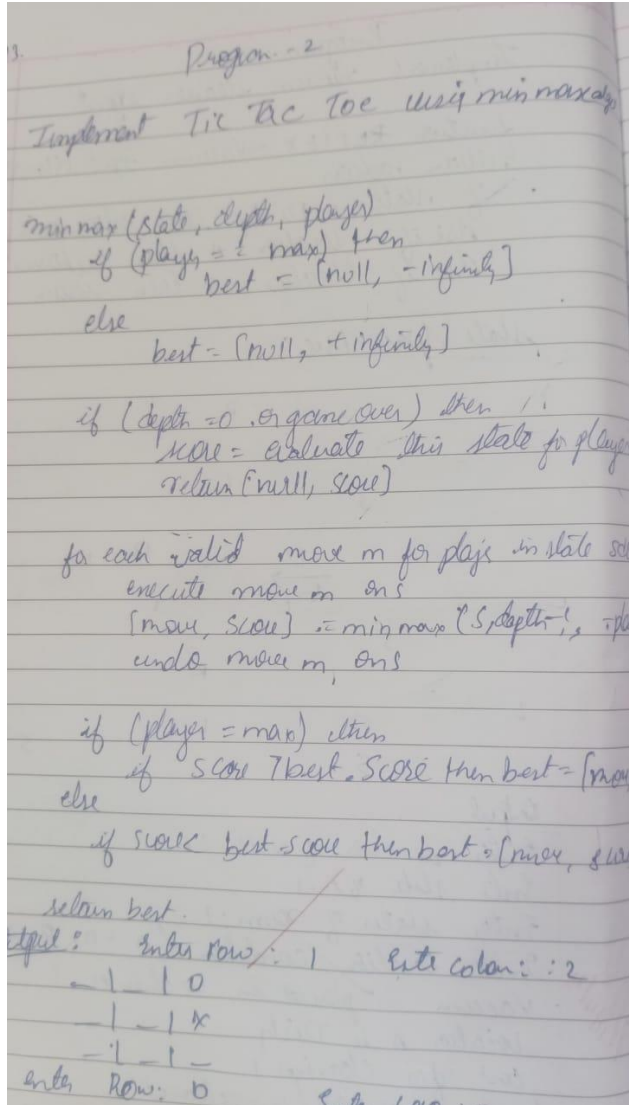 Program - 2
Implement Tic Tac Toe using min max algo
min max (state, depth, player)
if (player = = max) then
best = [null, -infinity]
else
best = [null, +infinity]
if (depth = 0 or game over) then
score = evaluate this state for player
return [null, score]
for each valid move m for player in state
execute move m on s
[move, score] = min max (s, depth-1,
undo move m, on s
if (player = max) then
if score > best.score then best = [mov
else
if score < best.score then best = [move,
return best.
Enter row : 1 Ente colon : : 2
_ | _ | 0
_ | _ | x
_ | _ | _
enter Row: 0